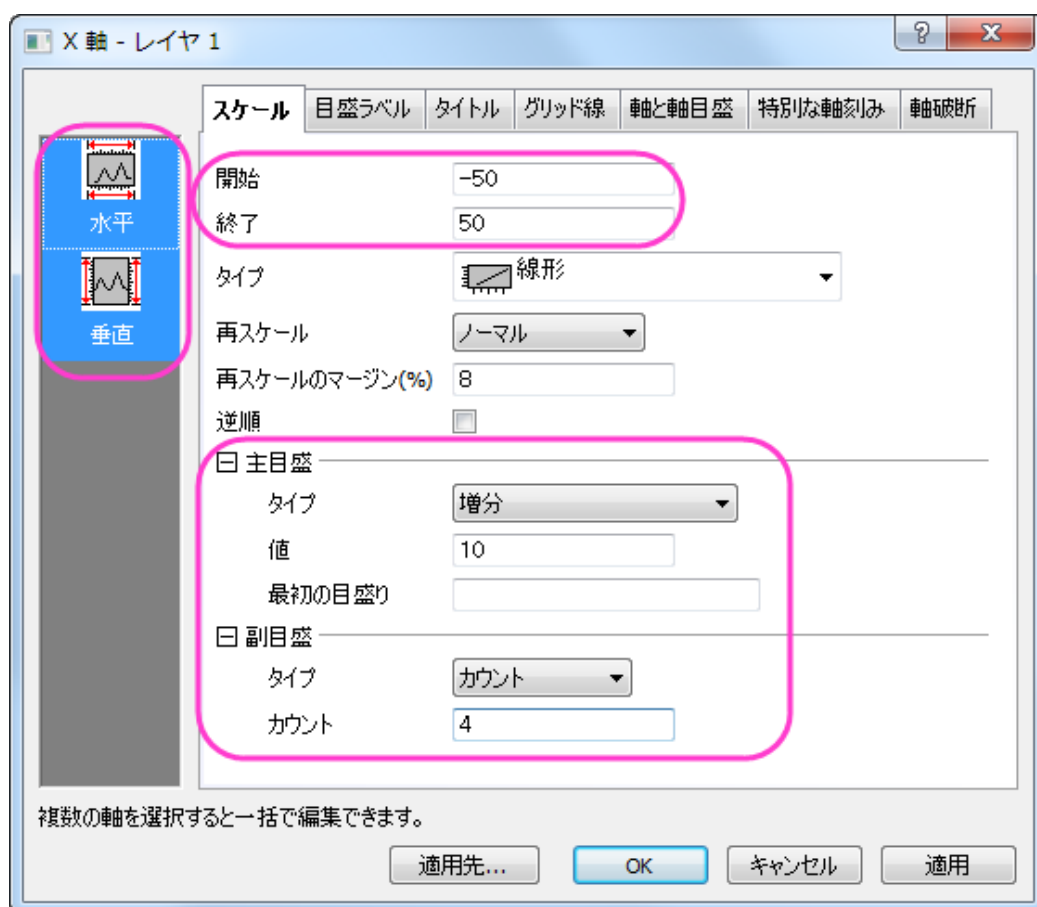 X 軸 - レイヤ 1
スケール 目盛ラベル タイトル グリッド線 軸と軸目盛 特別な軸刻み 軸破断
水平
垂直
開始 -50
終了 50
タイプ 線形
再スケール ノーマル
再スケールのマージン(%) 8
逆順
主目盛
タイプ 増分
値 10
最初の目盛り
副目盛
タイプ カウント
カウント 4
複数の軸を選択すると一括で編集できます。
適用先... OK キャンセル 適用